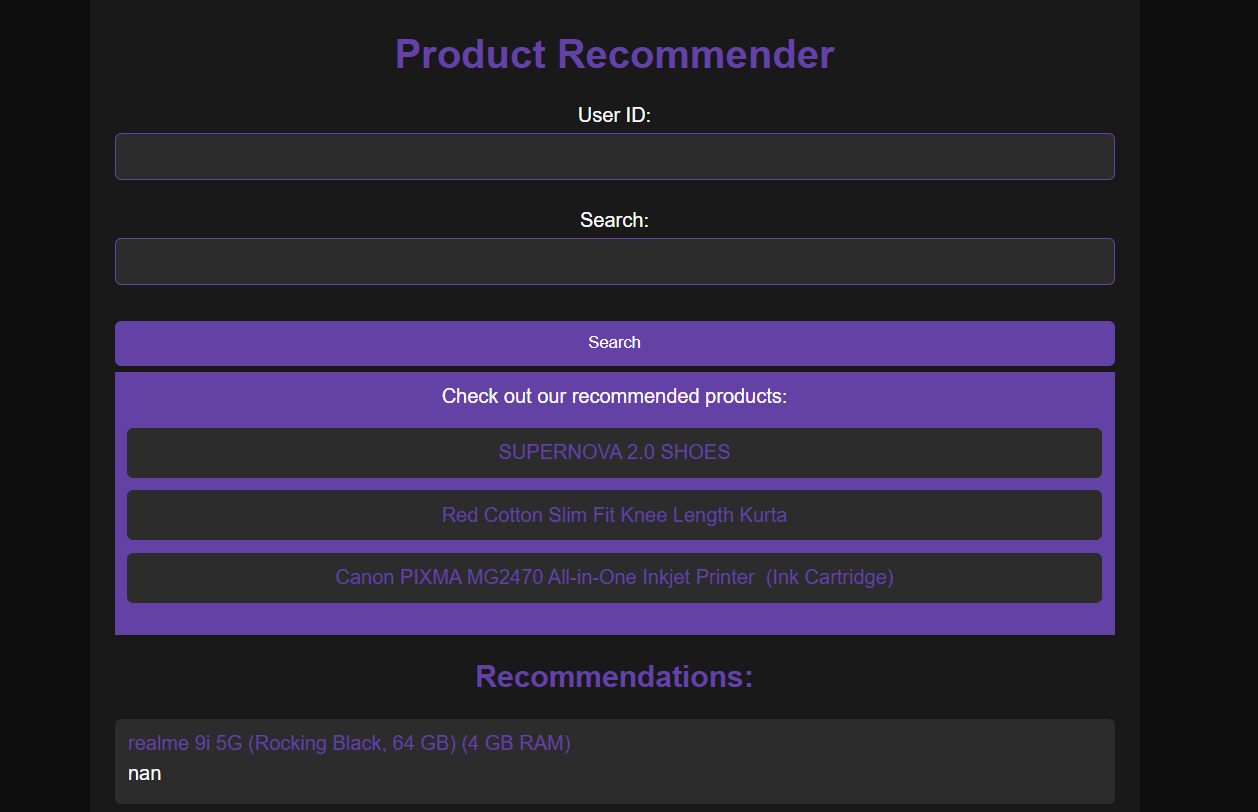 Product Recommender
User ID:
Search:
Search
Check out our recommended products:
SUPERNOVA 2.0 SHOES
Red Cotton Slim Fit Knee Length Kurta
Canon PIXMA MG2470 All-in-One Inkjet Printer  (Ink Cartridge)
Recommendations:
realme 9i 5G (Rocking Black, 64 GB) (4 GB RAM)
nan